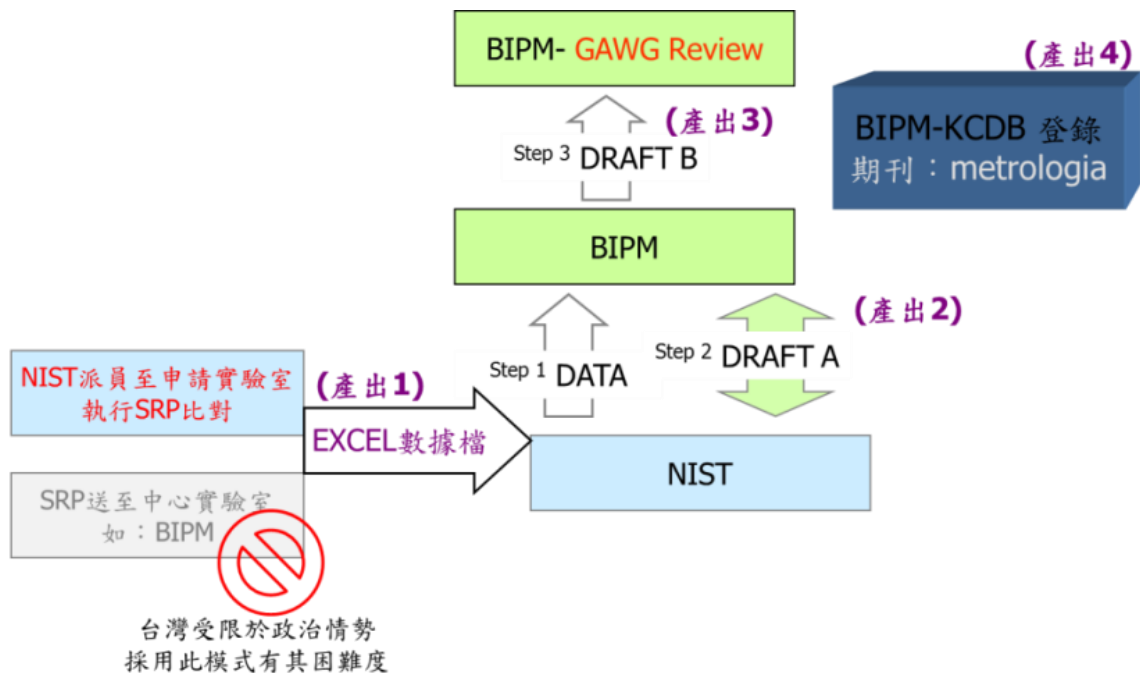 BIPM- GAWG Review
(產出4)
BIPM-KCDB 登錄
期刊：metrologia
(產出3)
Step 3 DRAFT B
BIPM
(產出2)
Step 1 DATA
Step 2 DRAFT A
NIST派員至申請實驗室
執行SRP比對
(產出1)
EXCEL數據檔
NIST
SRP送至中心實驗室
如：BIPM
台灣受限於政治情勢
採用此模式有其困難度